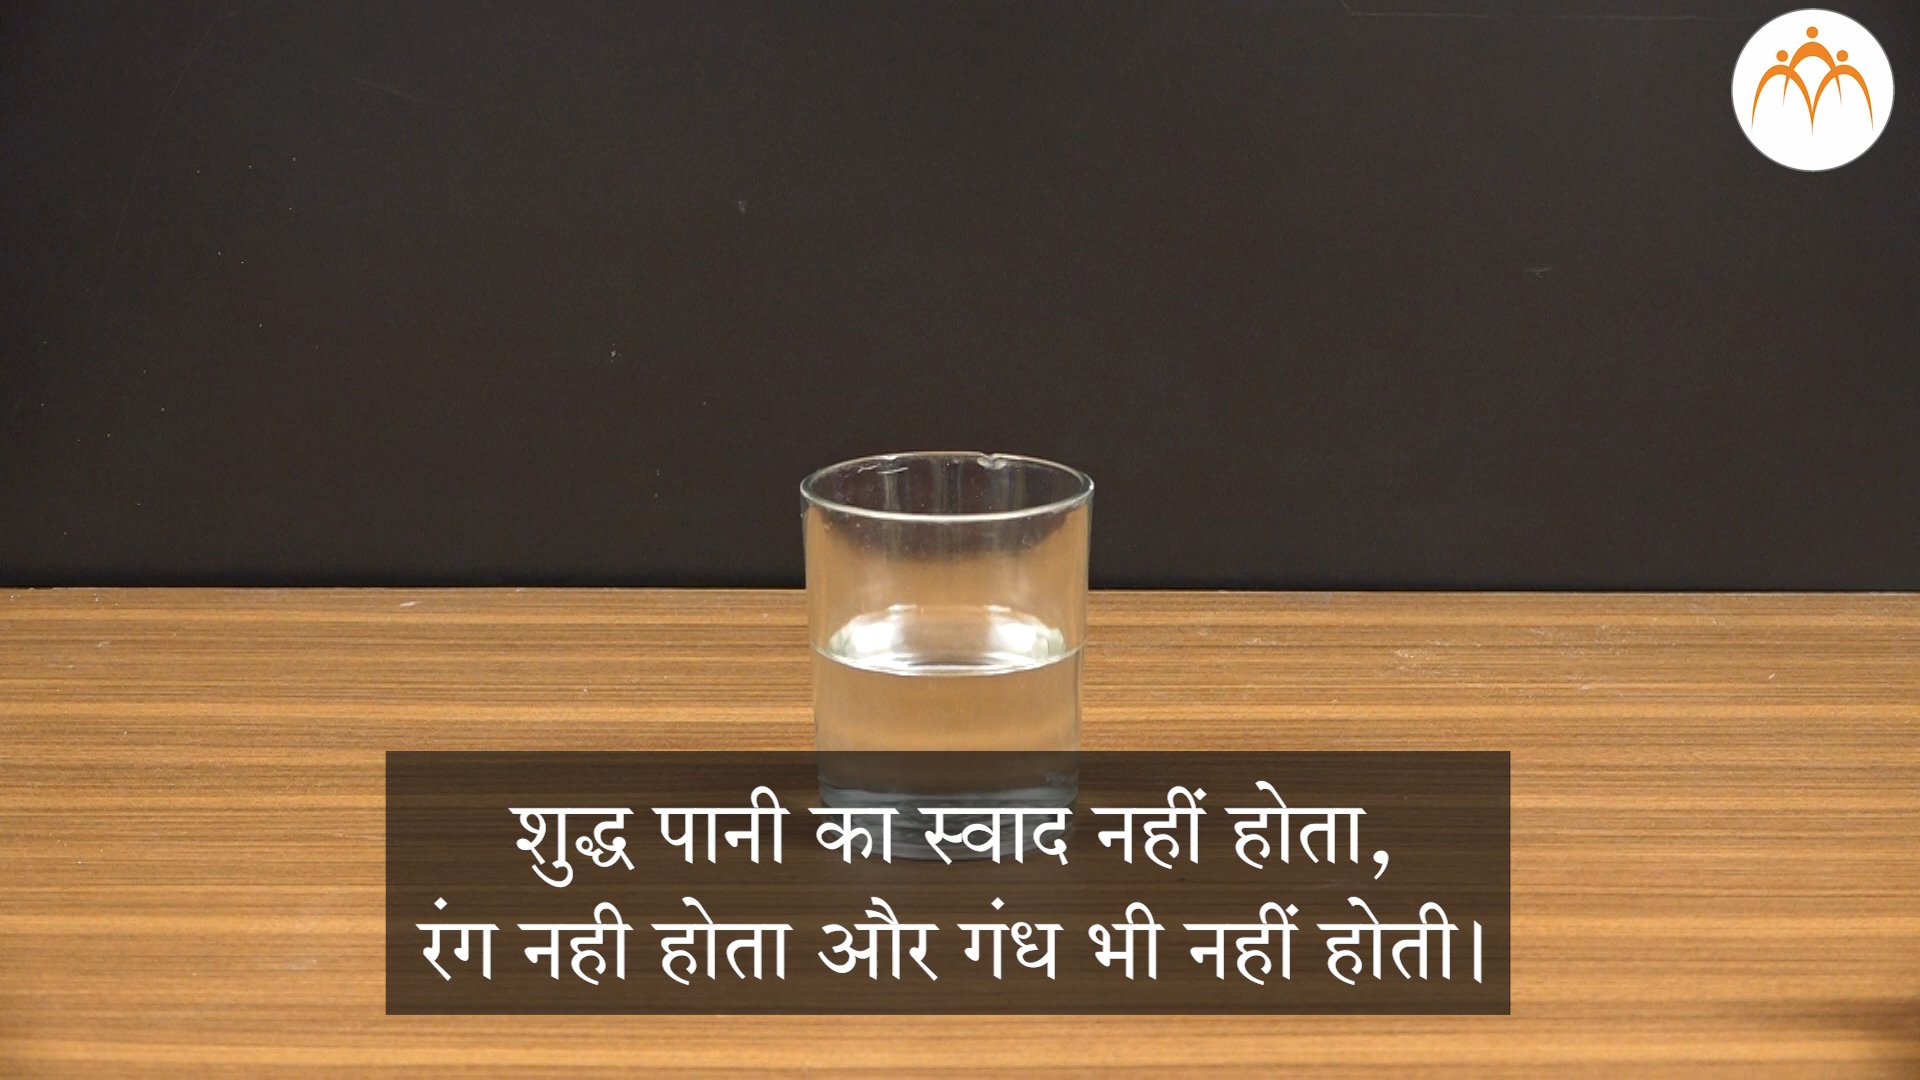 शुद्ध पानी का स्वाद नहीं होता,
रंग नही होता और गंध भी नहीं होती।